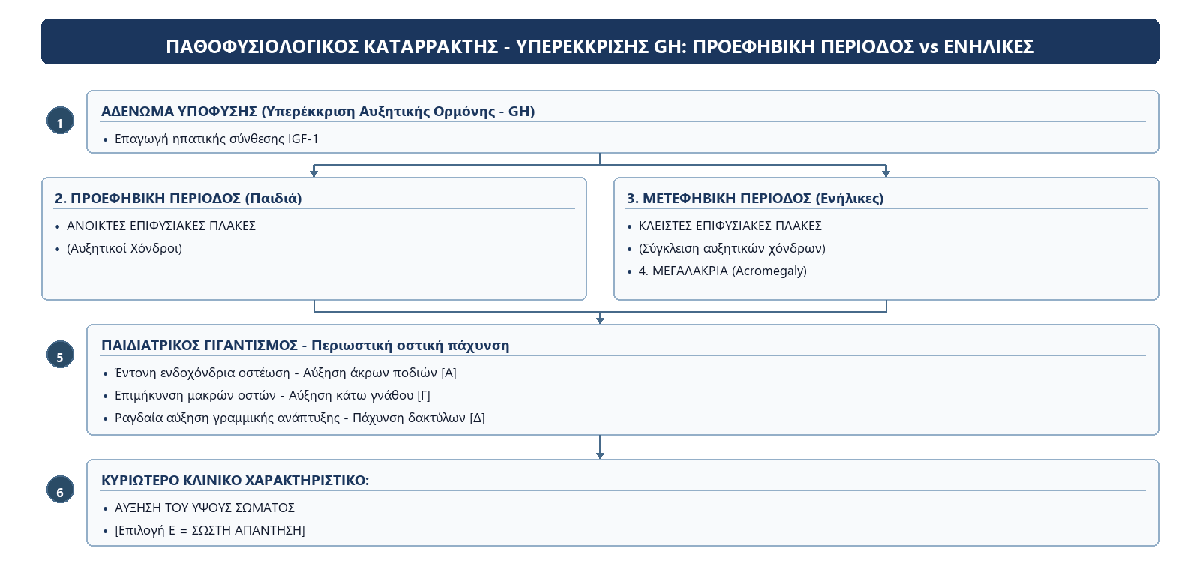 ΠΑΘΟΦΥΣΙΟΛΟΓΙΚΟΣ ΚΑΤΑΡΡΑΚΤΗΣ - ΥΠΕΡΕΚΚΡΙΣΗΣ GH: ΠΡΟΕΦΗΒΙΚΗ ΠΕΡΙΟΔΟΣ vs ΕΝΗΛΙΚΕΣ
1
ΑΔΕΝΩΜΑ ΥΠΟΦΥΣΗΣ (Υπερέκκριση Αυξητικής Ορμόνης - GH)
• Επαγωγή ηπατικής σύνθεσης IGF-1
2. ΠΡΟΕΦΗΒΙΚΗ ΠΕΡΙΟΔΟΣ (Παιδιά)
• ΑΝΟΙΚΤΕΣ ΕΠΙΦΥΣΙΑΚΕΣ ΠΛΑΚΕΣ
• (Αυξητικοί Χόνδροι)
3. ΜΕΤΕΦΗΒΙΚΗ ΠΕΡΙΟΔΟΣ (Ενήλικες)
• ΚΛΕΙΣΤΕΣ ΕΠΙΦΥΣΙΑΚΕΣ ΠΛΑΚΕΣ
• (Σύγκλειση αυξητικών χόνδρων)
• 4. ΜΕΓΑΛΑΚΡΙΑ (Acromegaly)
5
ΠΑΙΔΙΑΤΡΙΚΟΣ ΓΙΓΑΝΤΙΣΜΟΣ - Περιωστική οστική πάχυνση
• Έντονη ενδοχόνδρια οστέωση - Αύξηση άκρων ποδιών [Α]
• Επιμήκυνση μακρών οστών - Αύξηση κάτω γνάθου [Γ]
• Ραγδαία αύξηση γραμμικής ανάπτυξης - Πάχυνση δακτύλων [Δ]
6
ΚΥΡΙΩΤΕΡΟ ΚΛΙΝΙΚΟ ΧΑΡΑΚΤΗΡΙΣΤΙΚΟ:
• ΑΥΞΗΣΗ ΤΟΥ ΥΨΟΥΣ ΣΩΜΑΤΟΣ
• [Επιλογή Ε = ΣΩΣΤΗ ΑΠΑΝΤΗΣΗ]